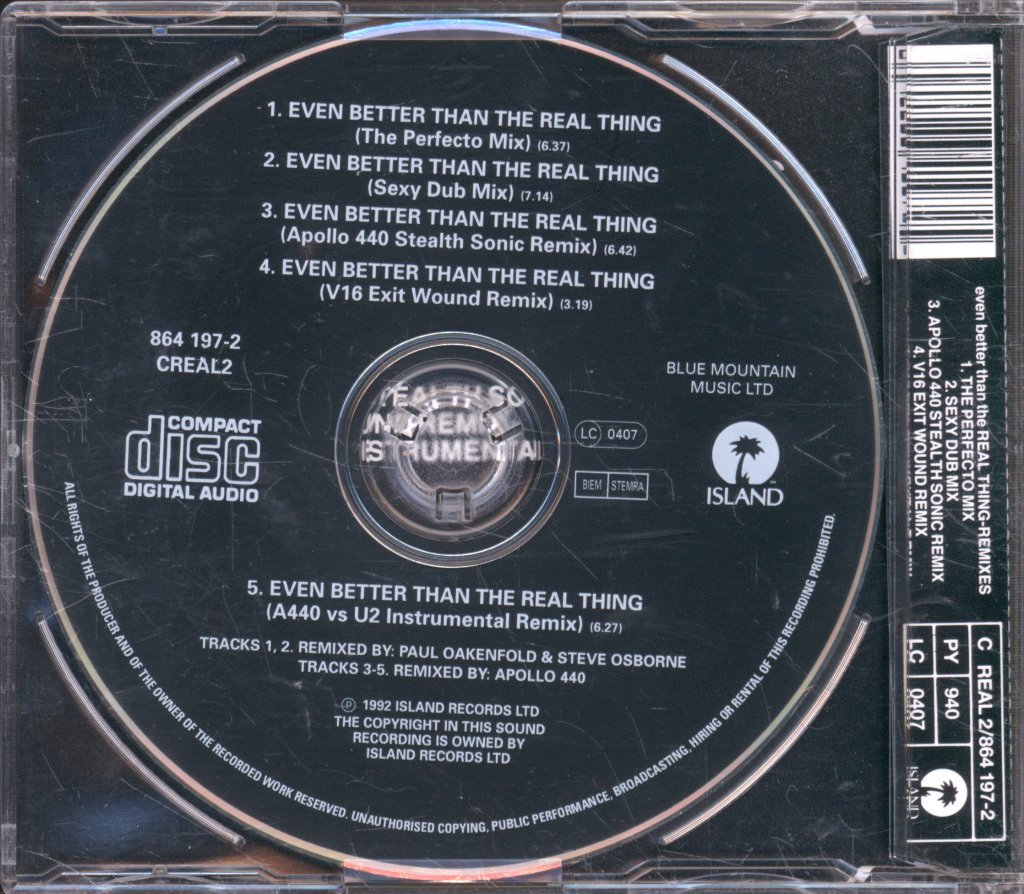 1. EVEN BETTER THAN THE REAL THING
(The Perfecto Mix) (6.37)
2. EVEN BETTER THAN THE REAL THING
(Sexy Dub Mix) (7.14)
3. EVEN BETTER THAN THE REAL THING
(Apollo 440 Stealth Sonic Remix) (6.42)
4. EVEN BETTER THAN THE REAL THING
(V16 Exit Wound Remix) (3.19)
864 197-2
CREAL2
COMPACT
disc
DIGITAL AUDIO
BLUE MOUNTAIN
MUSIC LTD
LC 0407
BIEM STEMRA
ISLAND
5. EVEN BETTER THAN THE REAL THING
(A440 vs U2 Instrumental Remix) (6.27)
TRACKS 1, 2. REMIXED BY: PAUL OAKENFOLD & STEVE OSBORNE
TRACKS 3-5. REMIXED BY: APOLLO 440
℗ 1992 ISLAND RECORDS LTD
THE COPYRIGHT IN THIS SOUND
RECORDING IS OWNED BY
ISLAND RECORDS LTD
ALL RIGHTS OF THE PRODUCER AND OF THE OWNER OF THE RECORDED WORK RESERVED. UNAUTHORISED COPYING, PUBLIC PERFORMANCE, BROADCASTING, HIRING OR RENTAL OF THIS RECORDING PROHIBITED.
even better than the REAL THING-REMIXES
1. THE PERFECTO MIX
2. SEXY DUB MIX
3. APOLLO 440 STEALTH SONIC REMIX
4. V16 EXIT WOUND REMIX
C REAL 2/864 197-2
PY 940
LC 0407
ISLAND